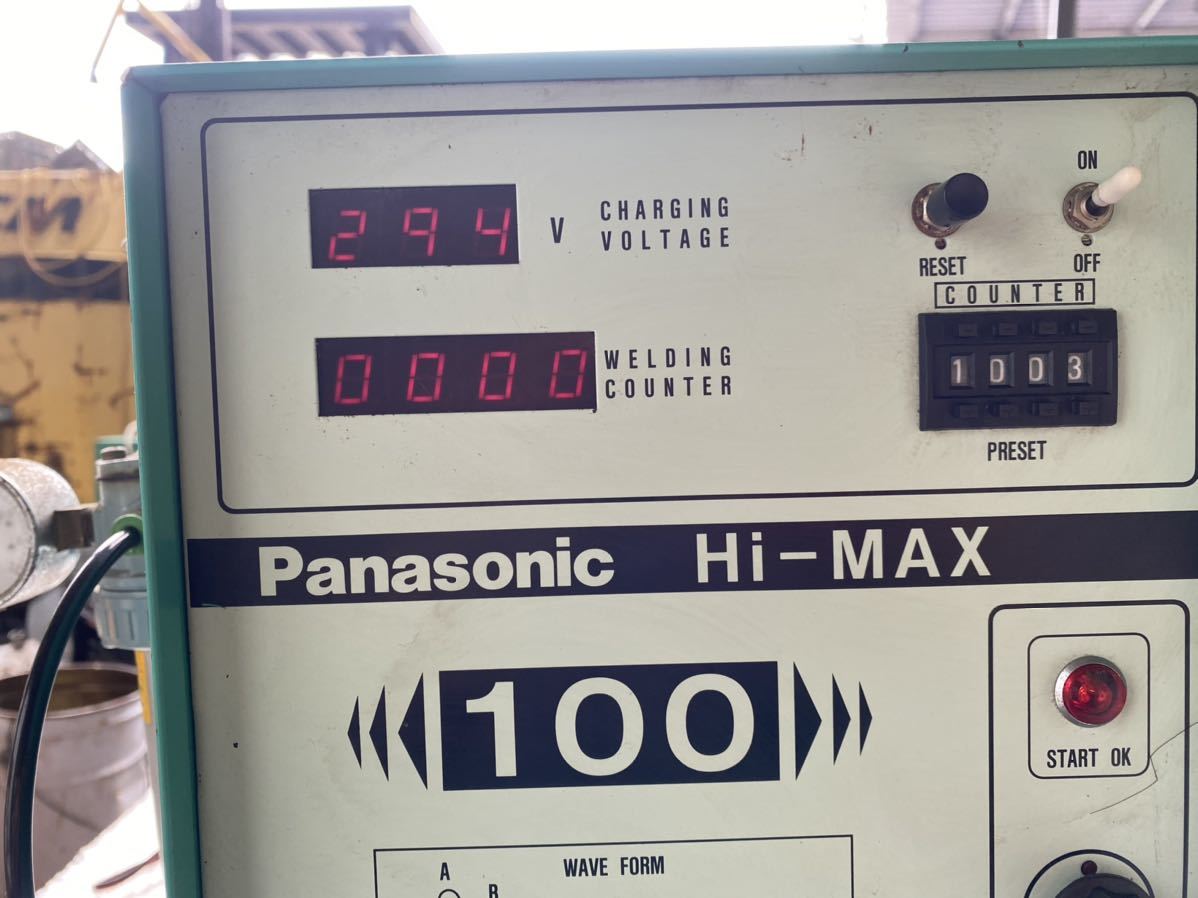 294 V CHARGING
VOLTAGE
0000 WELDING
COUNTER
ON
RESET OFF
COUNTER
1003
PRESET
Panasonic Hi-MAX
100
START OK
WAVE FORM
A
B